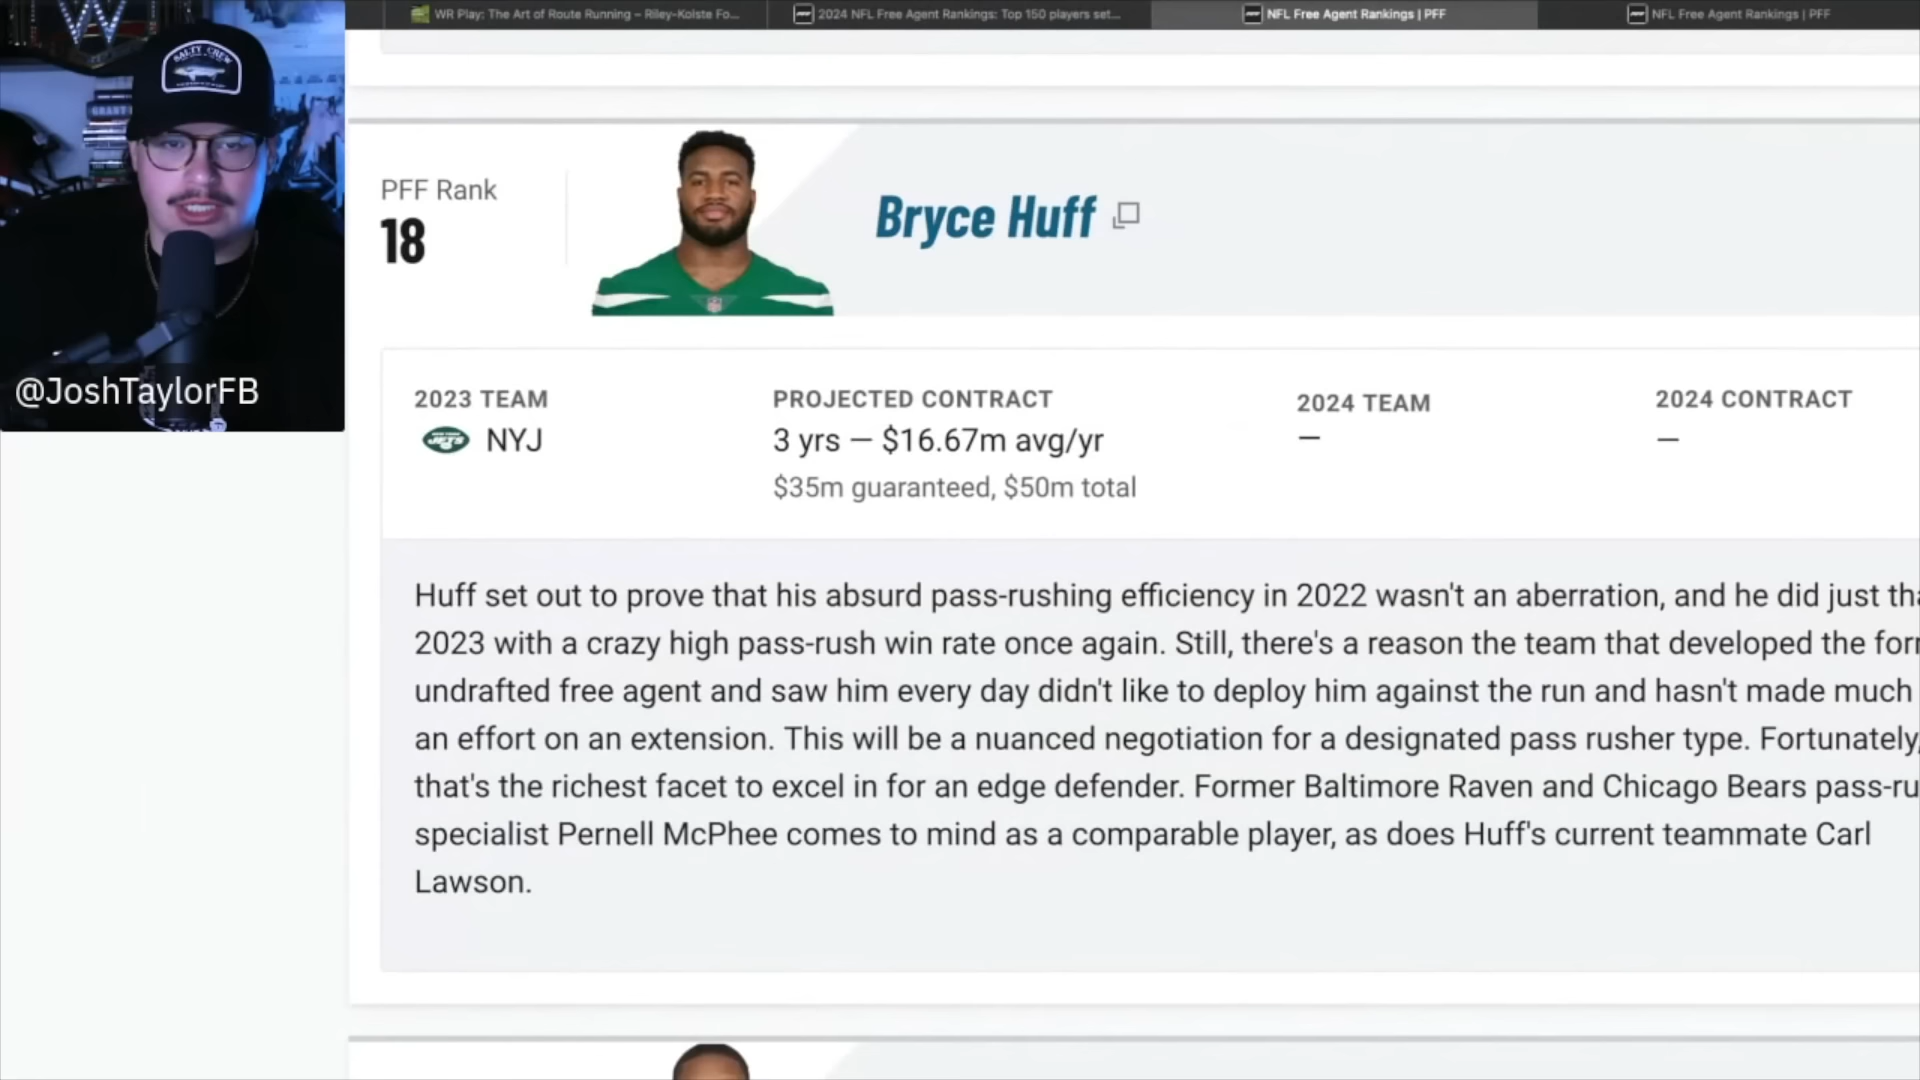 WR Play: The Art of Route Running – Riley-Kolste Fo...
2024 NFL Free Agent Rankings: Top 150 players set...
NFL Free Agent Rankings | PFF
NFL Free Agent Rankings | PFF
SALTY CREW
GRANT
@JoshTaylorFB
PFF Rank
18
Bryce Huff
2023 TEAM
PROJECTED CONTRACT
2024 TEAM
2024 CONTRACT
JETS
NYJ
3 yrs — $16.67m avg/yr
—
—
$35m guaranteed, $50m total
Huff set out to prove that his absurd pass-rushing efficiency in 2022 wasn't an aberration, and he did just tha
2023 with a crazy high pass-rush win rate once again. Still, there's a reason the team that developed the forn
undrafted free agent and saw him every day didn't like to deploy him against the run and hasn't made much
an effort on an extension. This will be a nuanced negotiation for a designated pass rusher type. Fortunately,
that's the richest facet to excel in for an edge defender. Former Baltimore Raven and Chicago Bears pass-ru
specialist Pernell McPhee comes to mind as a comparable player, as does Huff's current teammate Carl
Lawson.